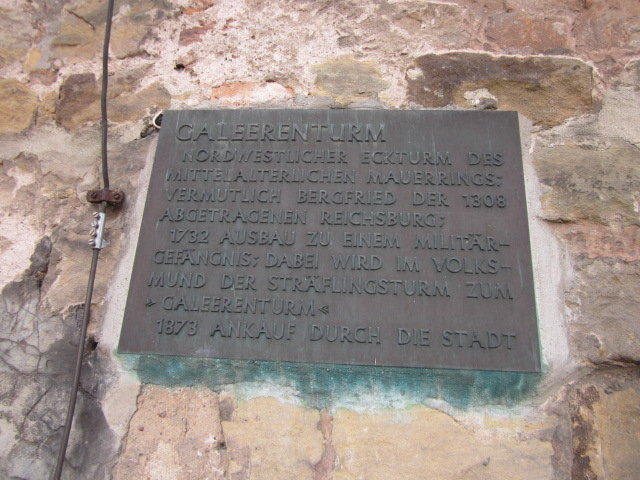 GALEERENTURM
NORDWESTLICHER ECKTURM DES
MITTELALTERLICHEN MAUERRINGS;
VERMUTLICH BERGFRIED DER 1308
ABGETRAGENEN REICHSBURG;
1732 AUSBAU ZU EINEM MILITÄR-
GEFÄNGNIS; DABEI WIRD IM VOLKS-
MUND DER STRÄFLINGSTURM ZUM
»GALEERENTURM«
1873 ANKAUF DURCH DIE STADT